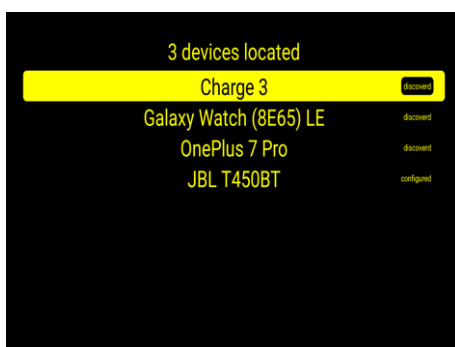 3 devices located
Charge 3 discoverd
Galaxy Watch (8E65) LE discoverd
OnePlus 7 Pro discoverd
JBL T450BT configured